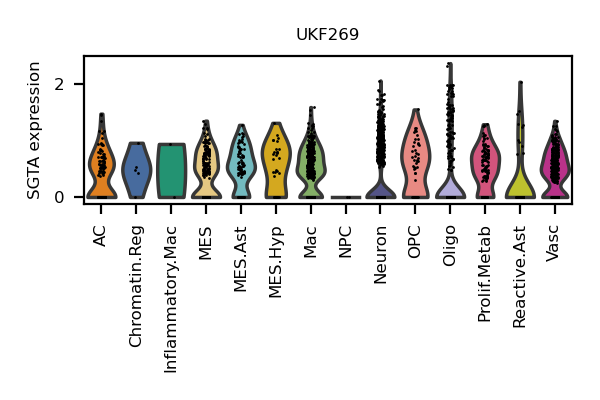 UKF269
SGTA expression
2
0
AC
Chromatin.Reg
Inflammatory.Mac
MES
MES.Ast
MES.Hyp
Mac
NPC
Neuron
OPC
Oligo
Prolif.Metab
Reactive.Ast
Vasc